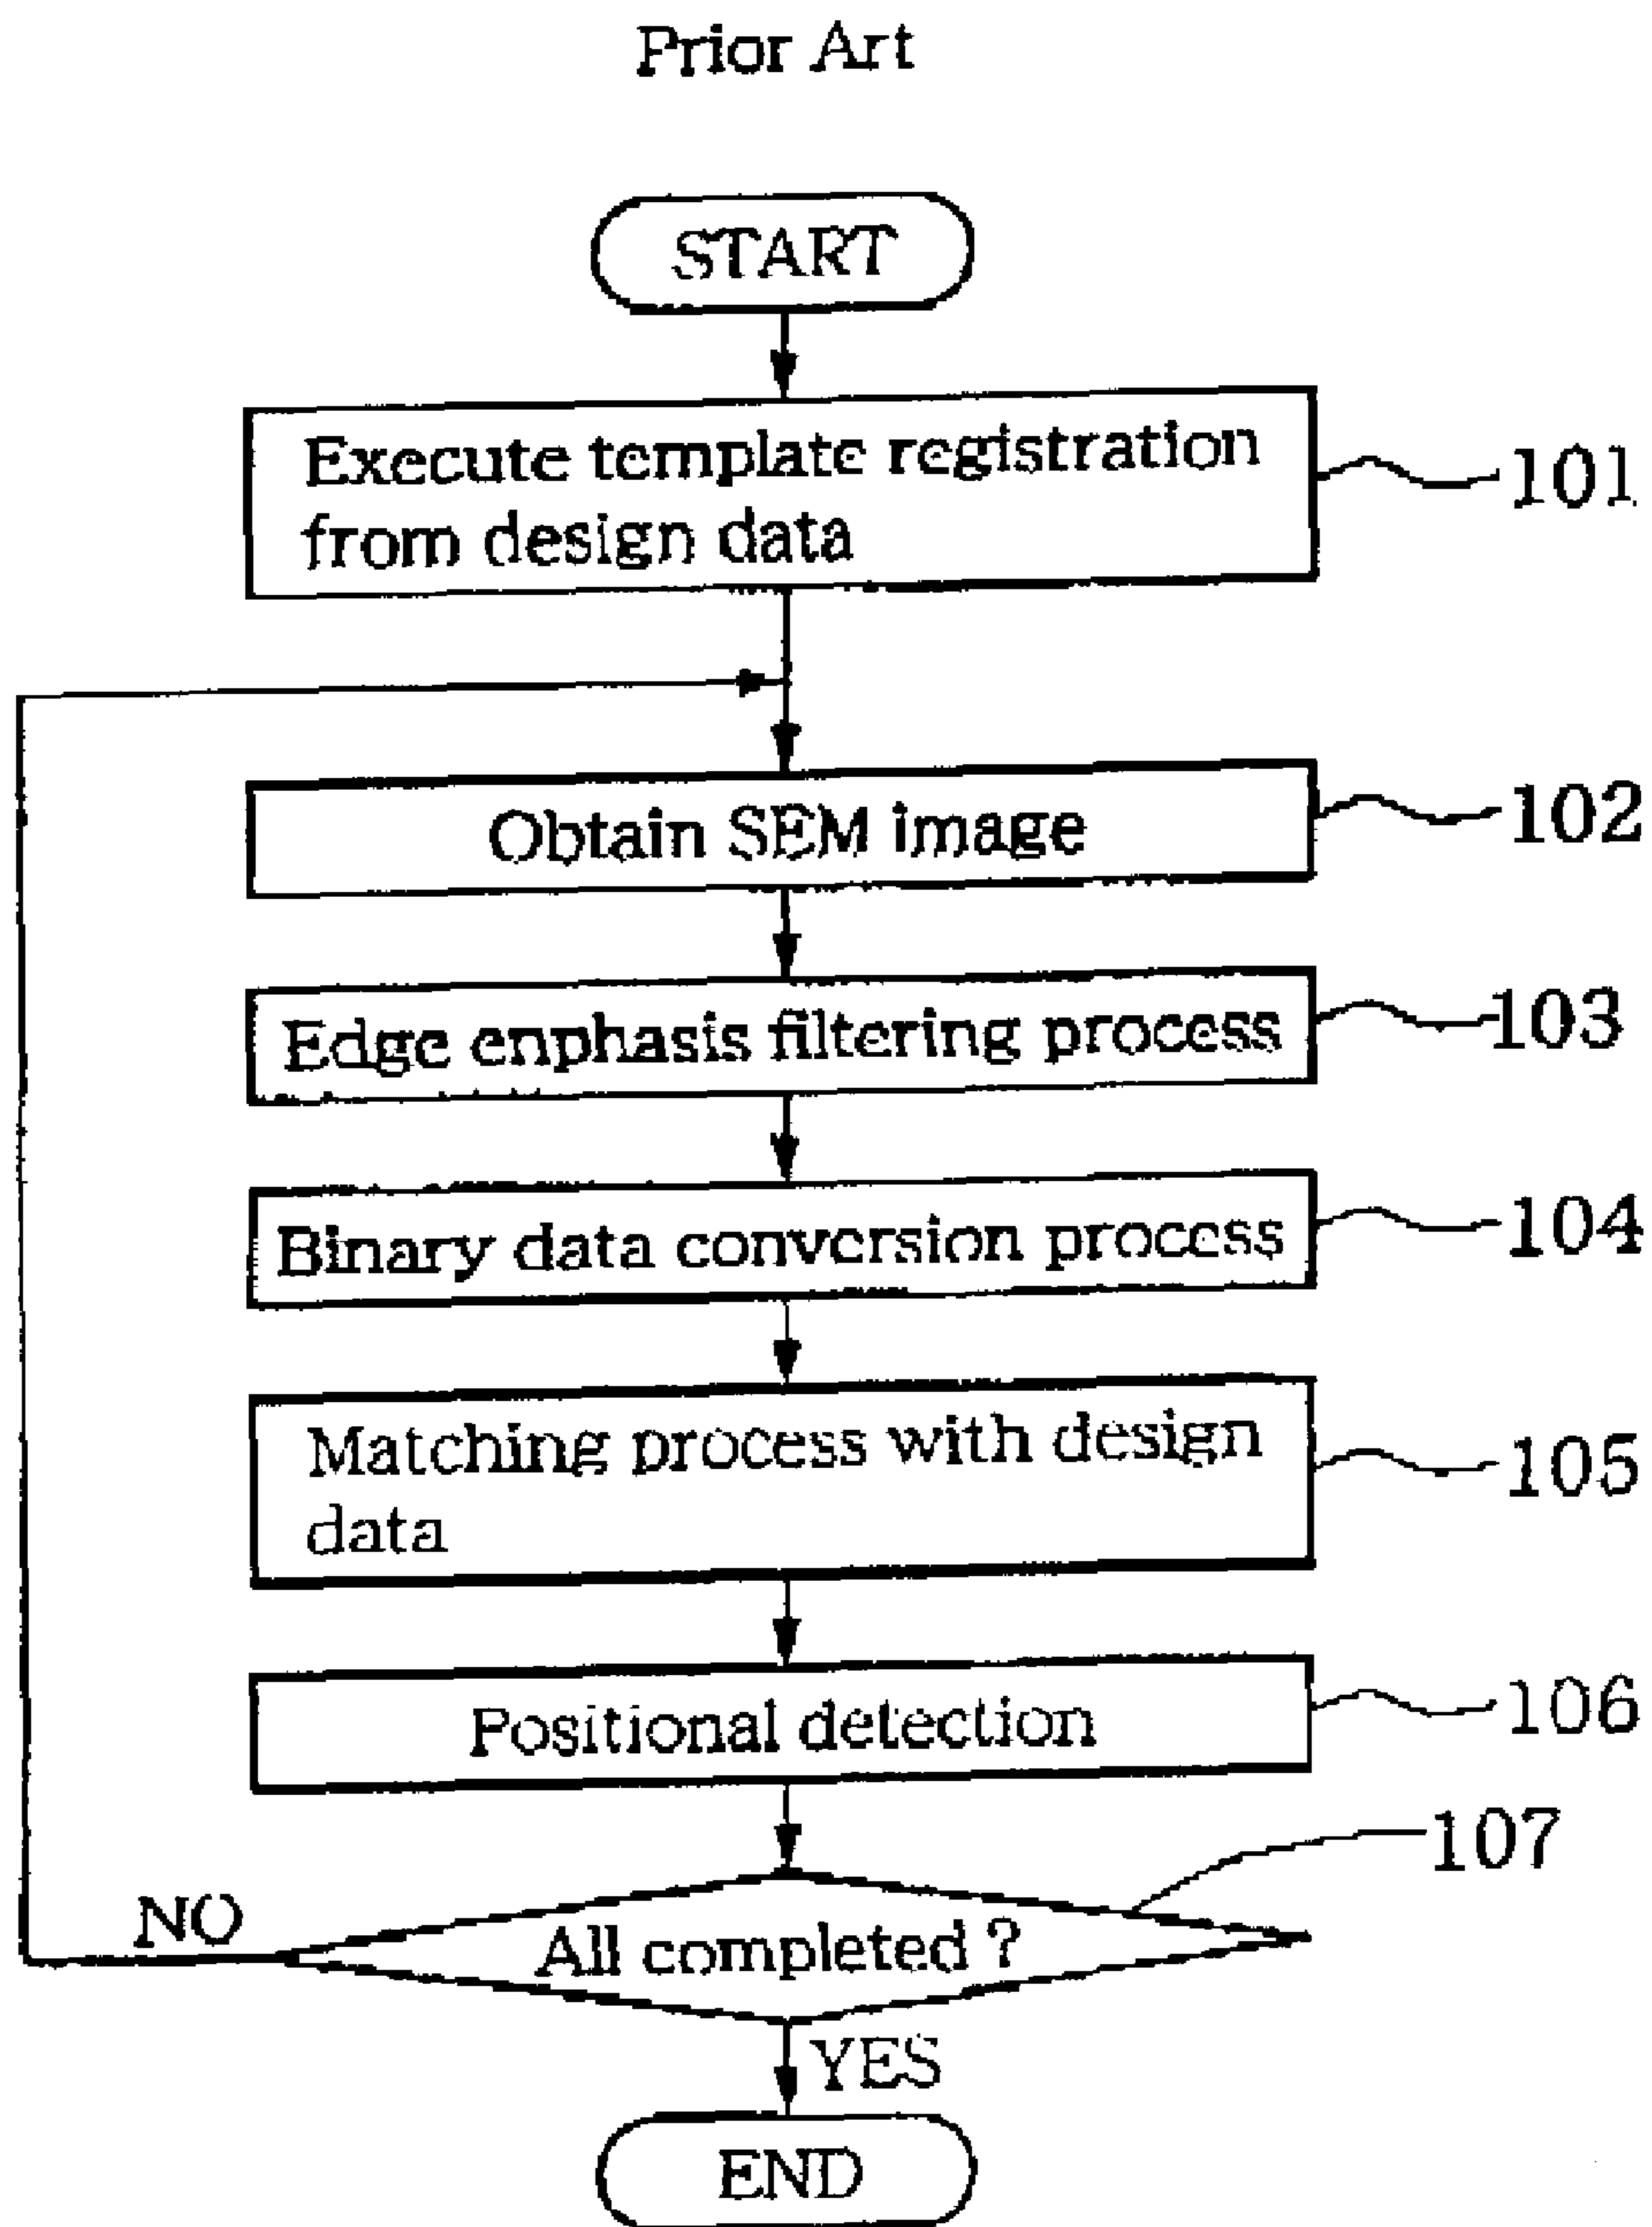 Prior Art
START
Execute template registration
from design data
101
Obtain SEM image
102
Edge enphasis filtering process
103
Binary data conversion process
104
Matching process with design
data
105
Positional detection
106
107
All completed ?
NO
YES
END